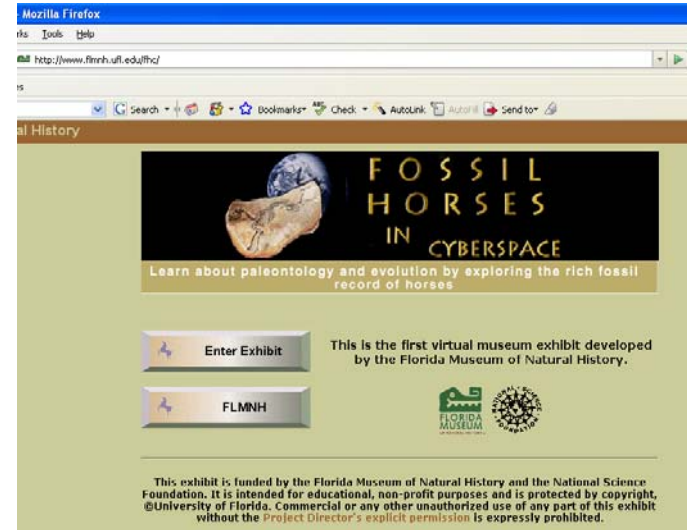 - Mozilla Firefox
rks Tools Help
http://www.flmnh.ufl.edu/fhc/
es
G Search Bookmarks Check AutoLink AutoFill Send to
al History
FOSSIL
HORSES
IN CYBERSPACE
Learn about paleontology and evolution by exploring the rich fossil
record of horses
Enter Exhibit
This is the first virtual museum exhibit developed
by the Florida Museum of Natural History.
FLMNH
FLORIDA
MUSEUM
NATIONAL SCIENCE FOUNDATION
This exhibit is funded by the Florida Museum of Natural History and the National Science
Foundation. It is intended for educational, non-profit purposes and is protected by copyright,
©University of Florida. Commercial or any other unauthorized use of any part of this exhibit
without the Project Director's explicit permission is expressly prohibited.